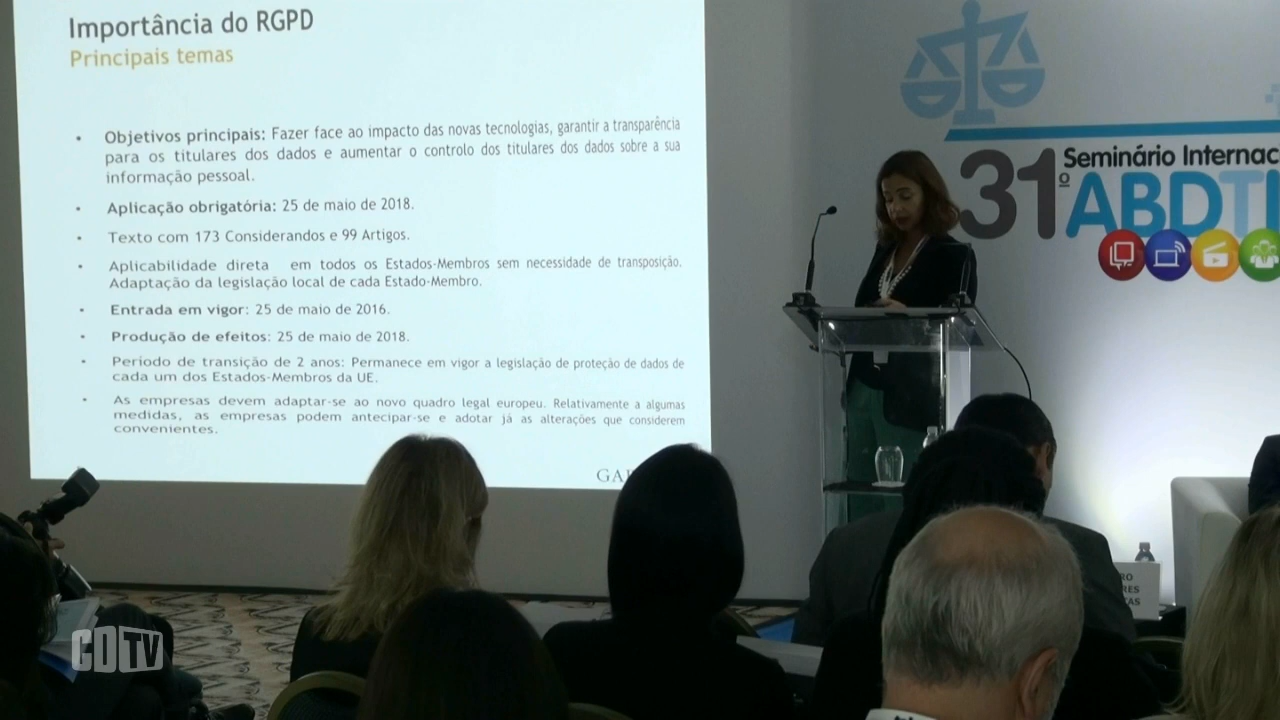 Importância do RGPD
Principais temas
• Objetivos principais: Fazer face ao impacto das novas tecnologias, garantir a transparência
para os titulares dos dados e aumentar o controlo dos titulares dos dados sobre a sua
informação pessoal.
• Aplicação obrigatória: 25 de maio de 2018.
• Texto com 173 Considerandos e 99 Artigos.
• Aplicabilidade direta em todos os Estados-Membros sem necessidade de transposição.
Adaptação da legislação local de cada Estado-Membro.
• Entrada em vigor: 25 de maio de 2016.
• Produção de efeitos: 25 de maio de 2018.
• Período de transição de 2 anos: Permanece em vigor a legislação de proteção de dados de
cada um dos Estados-Membros da UE.
• As empresas devem adaptar-se ao novo quadro legal europeu. Relativamente a algumas
medidas, as empresas podem antecipar-se e adotar já as alterações que considerem
convenientes.
31º
Seminário Internac
ABDTI
CDTV